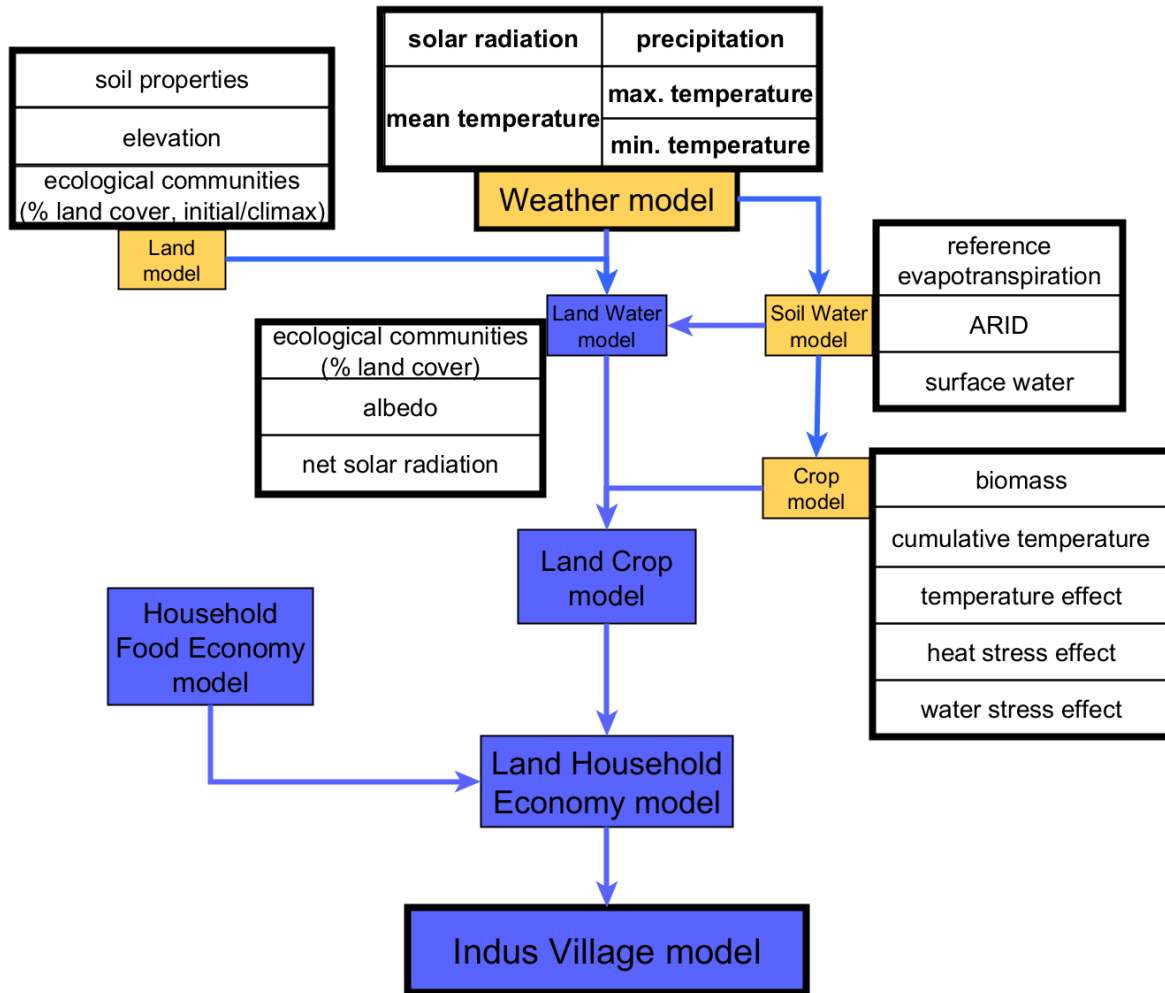 solar radiation
precipitation
mean temperature
max. temperature
min. temperature
Weather model
soil properties
elevation
ecological communities
(% land cover, initial/climax)
Land
model
reference
evapotranspiration
ARID
surface water
Land Water
model
Soil Water
model
ecological communities
(% land cover)
albedo
net solar radiation
Crop
model
biomass
cumulative temperature
temperature effect
heat stress effect
water stress effect
Land Crop
model
Household
Food Economy
model
Land Household
Economy model
Indus Village model